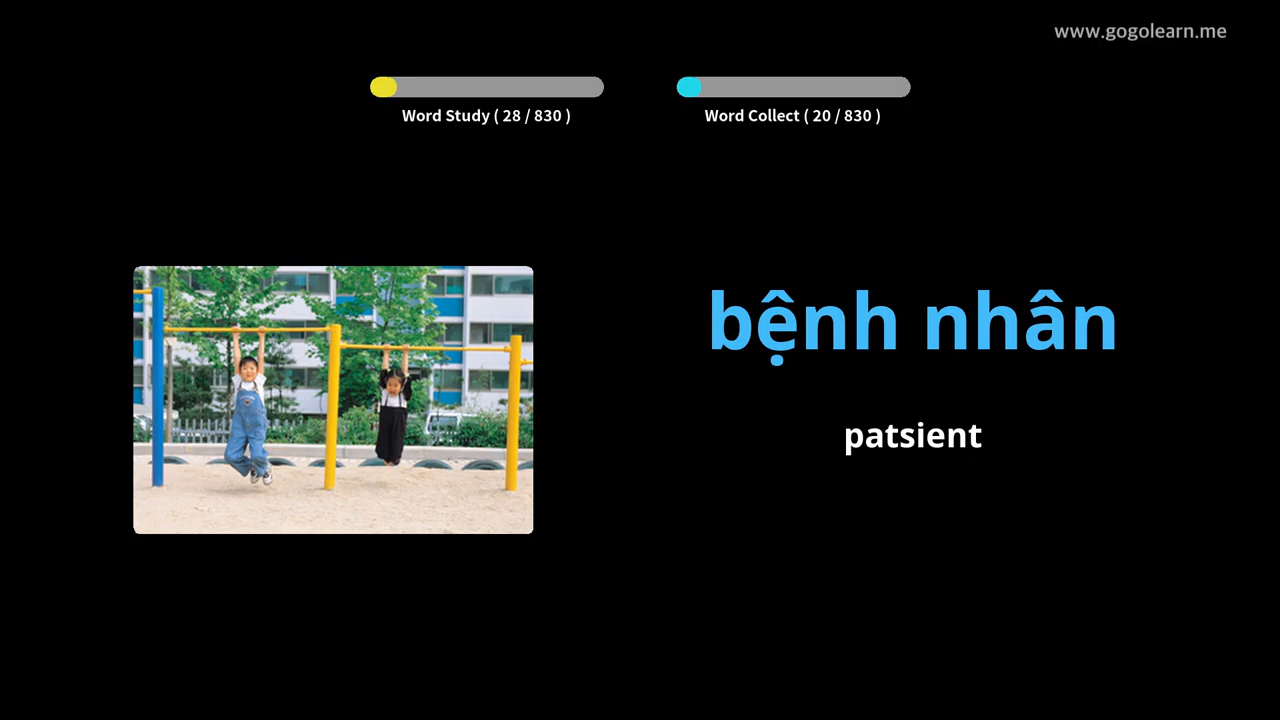 www.gogolearn.me
Word Study ( 28 / 830 )
Word Collect ( 20 / 830 )
bệnh nhân
patsient